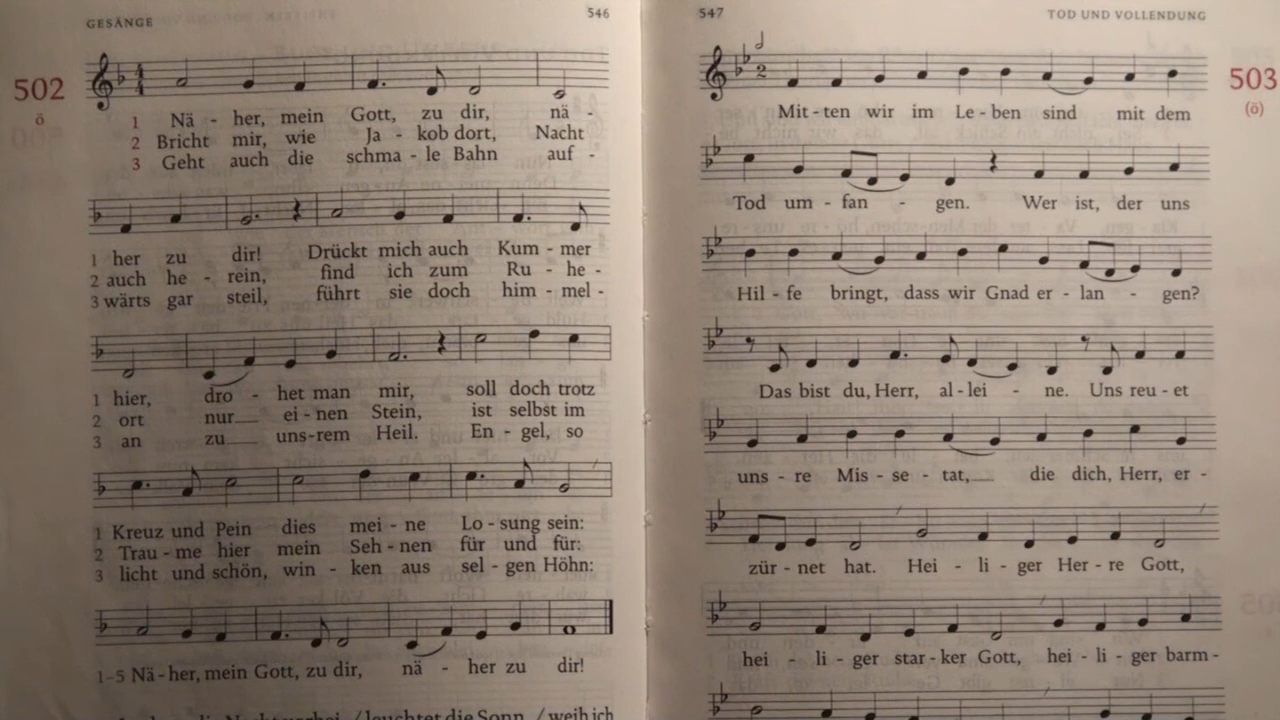 GESÄNGE 546
502
ö
1 Nä - her, mein Gott, zu dir, nä -
2 Bricht mir, wie Ja - kob dort, Nacht
3 Geht auch die schma - le Bahn auf -
1 her zu dir! Drückt mich auch Kum - mer
2 auch he - rein, find ich zum Ru - he -
3 wärts gar steil, führt sie doch him - mel -
1 hier, dro - het man mir, soll doch trotz
2 ort nur ei - nen Stein, ist selbst im
3 an zu uns-rem Heil. En - gel, so
1 Kreuz und Pein dies mei - ne Lo - sung sein:
2 Trau - me hier mein Seh - nen für und für:
3 licht und schön, win - ken aus sel - gen Höhn:
1–5 Nä - her, mein Gott, zu dir, nä - her zu dir!
die Nacht vorbei, / leuchtet die Sonn, / weih ich
547 TOD UND VOLLENDUNG
503
(ö)
2
Mit - ten wir im Le - ben sind mit dem
Tod um - fan - gen. Wer ist, der uns
Hil - fe bringt, dass wir Gnad er - lan - gen?
Das bist du, Herr, al - lei - ne. Uns reu - et
uns - re Mis - se - tat, die dich, Herr, er -
zür - net hat. Hei - li - ger Her - re Gott,
hei - li - ger star - ker Gott, hei - li - ger barm -